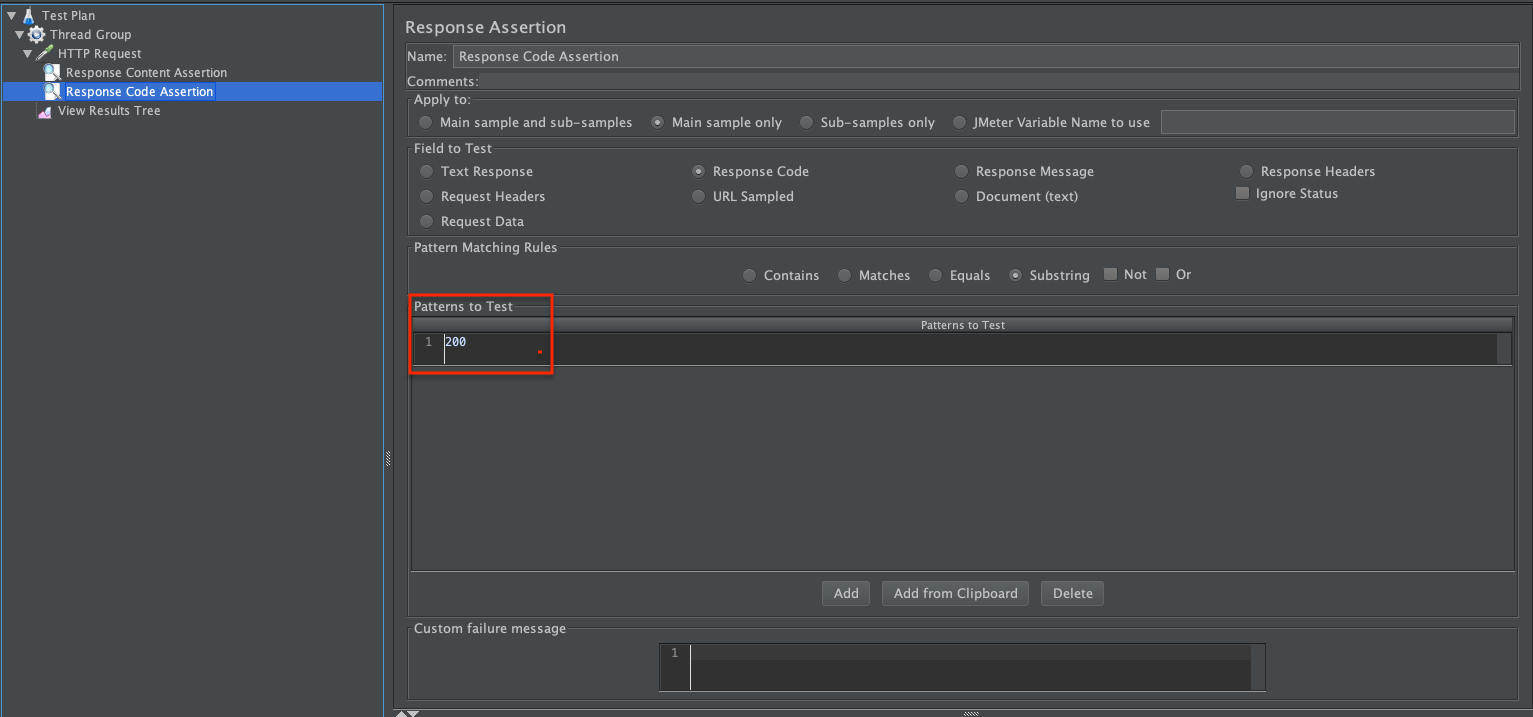 Test Plan
Thread Group
HTTP Request
Response Content Assertion
Response Code Assertion
View Results Tree
Response Assertion
Name: Response Code Assertion
Comments:
Apply to:
Main sample and sub-samples Main sample only Sub-samples only JMeter Variable Name to use
Field to Test
Text Response Response Code Response Message Response Headers
Request Headers URL Sampled Document (text) Ignore Status
Request Data
Pattern Matching Rules
Contains Matches Equals Substring Not Or
Patterns to Test
Patterns to Test
1 200
Add Add from Clipboard Delete
Custom failure message
1